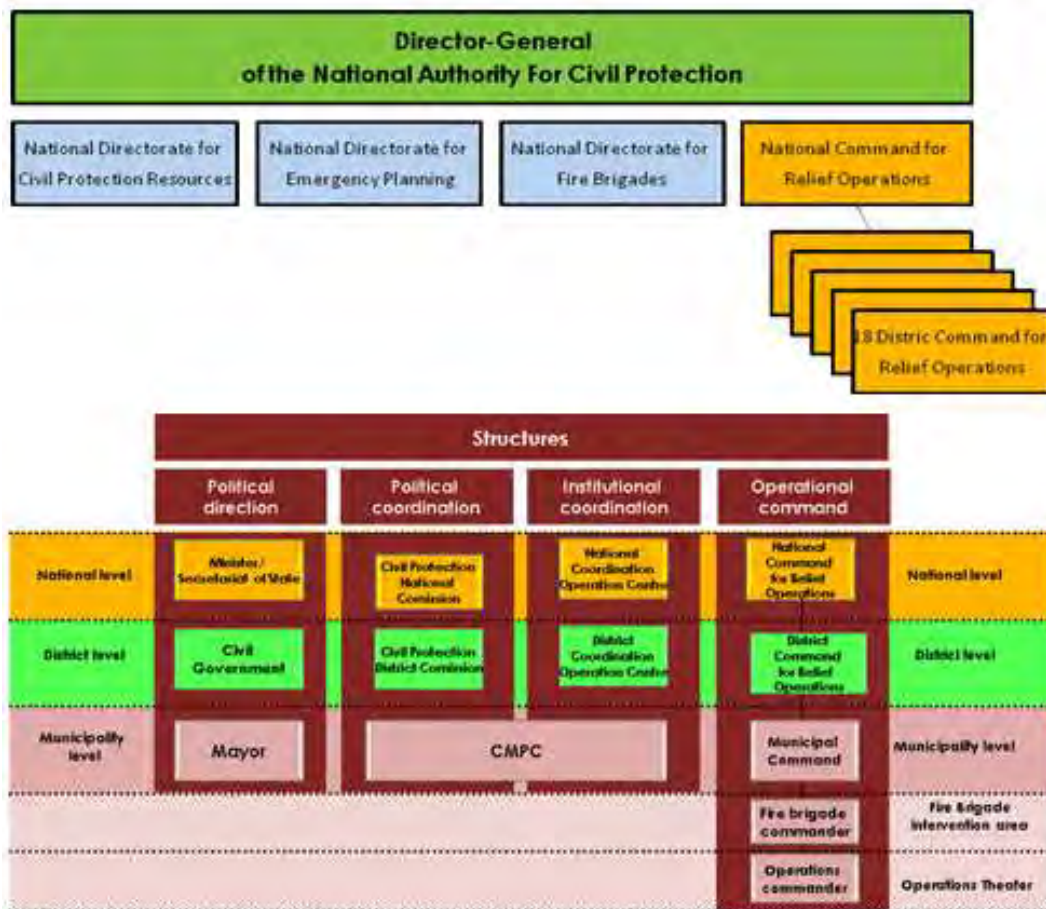 Director-General
of the National Authority For Civil Protection
National Directorate for
Civil Protection Resources
National Directorate for
Emergency Planning
National Directorate for
Fire Brigades
National Command for
Relief Operations
18 Distric Command for
Relief Operations
Structures
Political
direction
Political
coordination
Institutional
coordination
Operational
command
National level
Minister/
Secretariat of State
Civil Protection
National
Comission
National
Coordination
Operation Centre
National
Command
for Relief
Operations
National level
District level
Civil
Government
Civil Protection
District Comission
District
Coordination
Operation Centre
District
Command
for Relief
Operations
District level
Municipality
level
Mayor
CMPC
Municipal
Command
Municipality level
Fire brigade
commander
Fire Brigade
intervention area
Operations
commander
Operations Theater